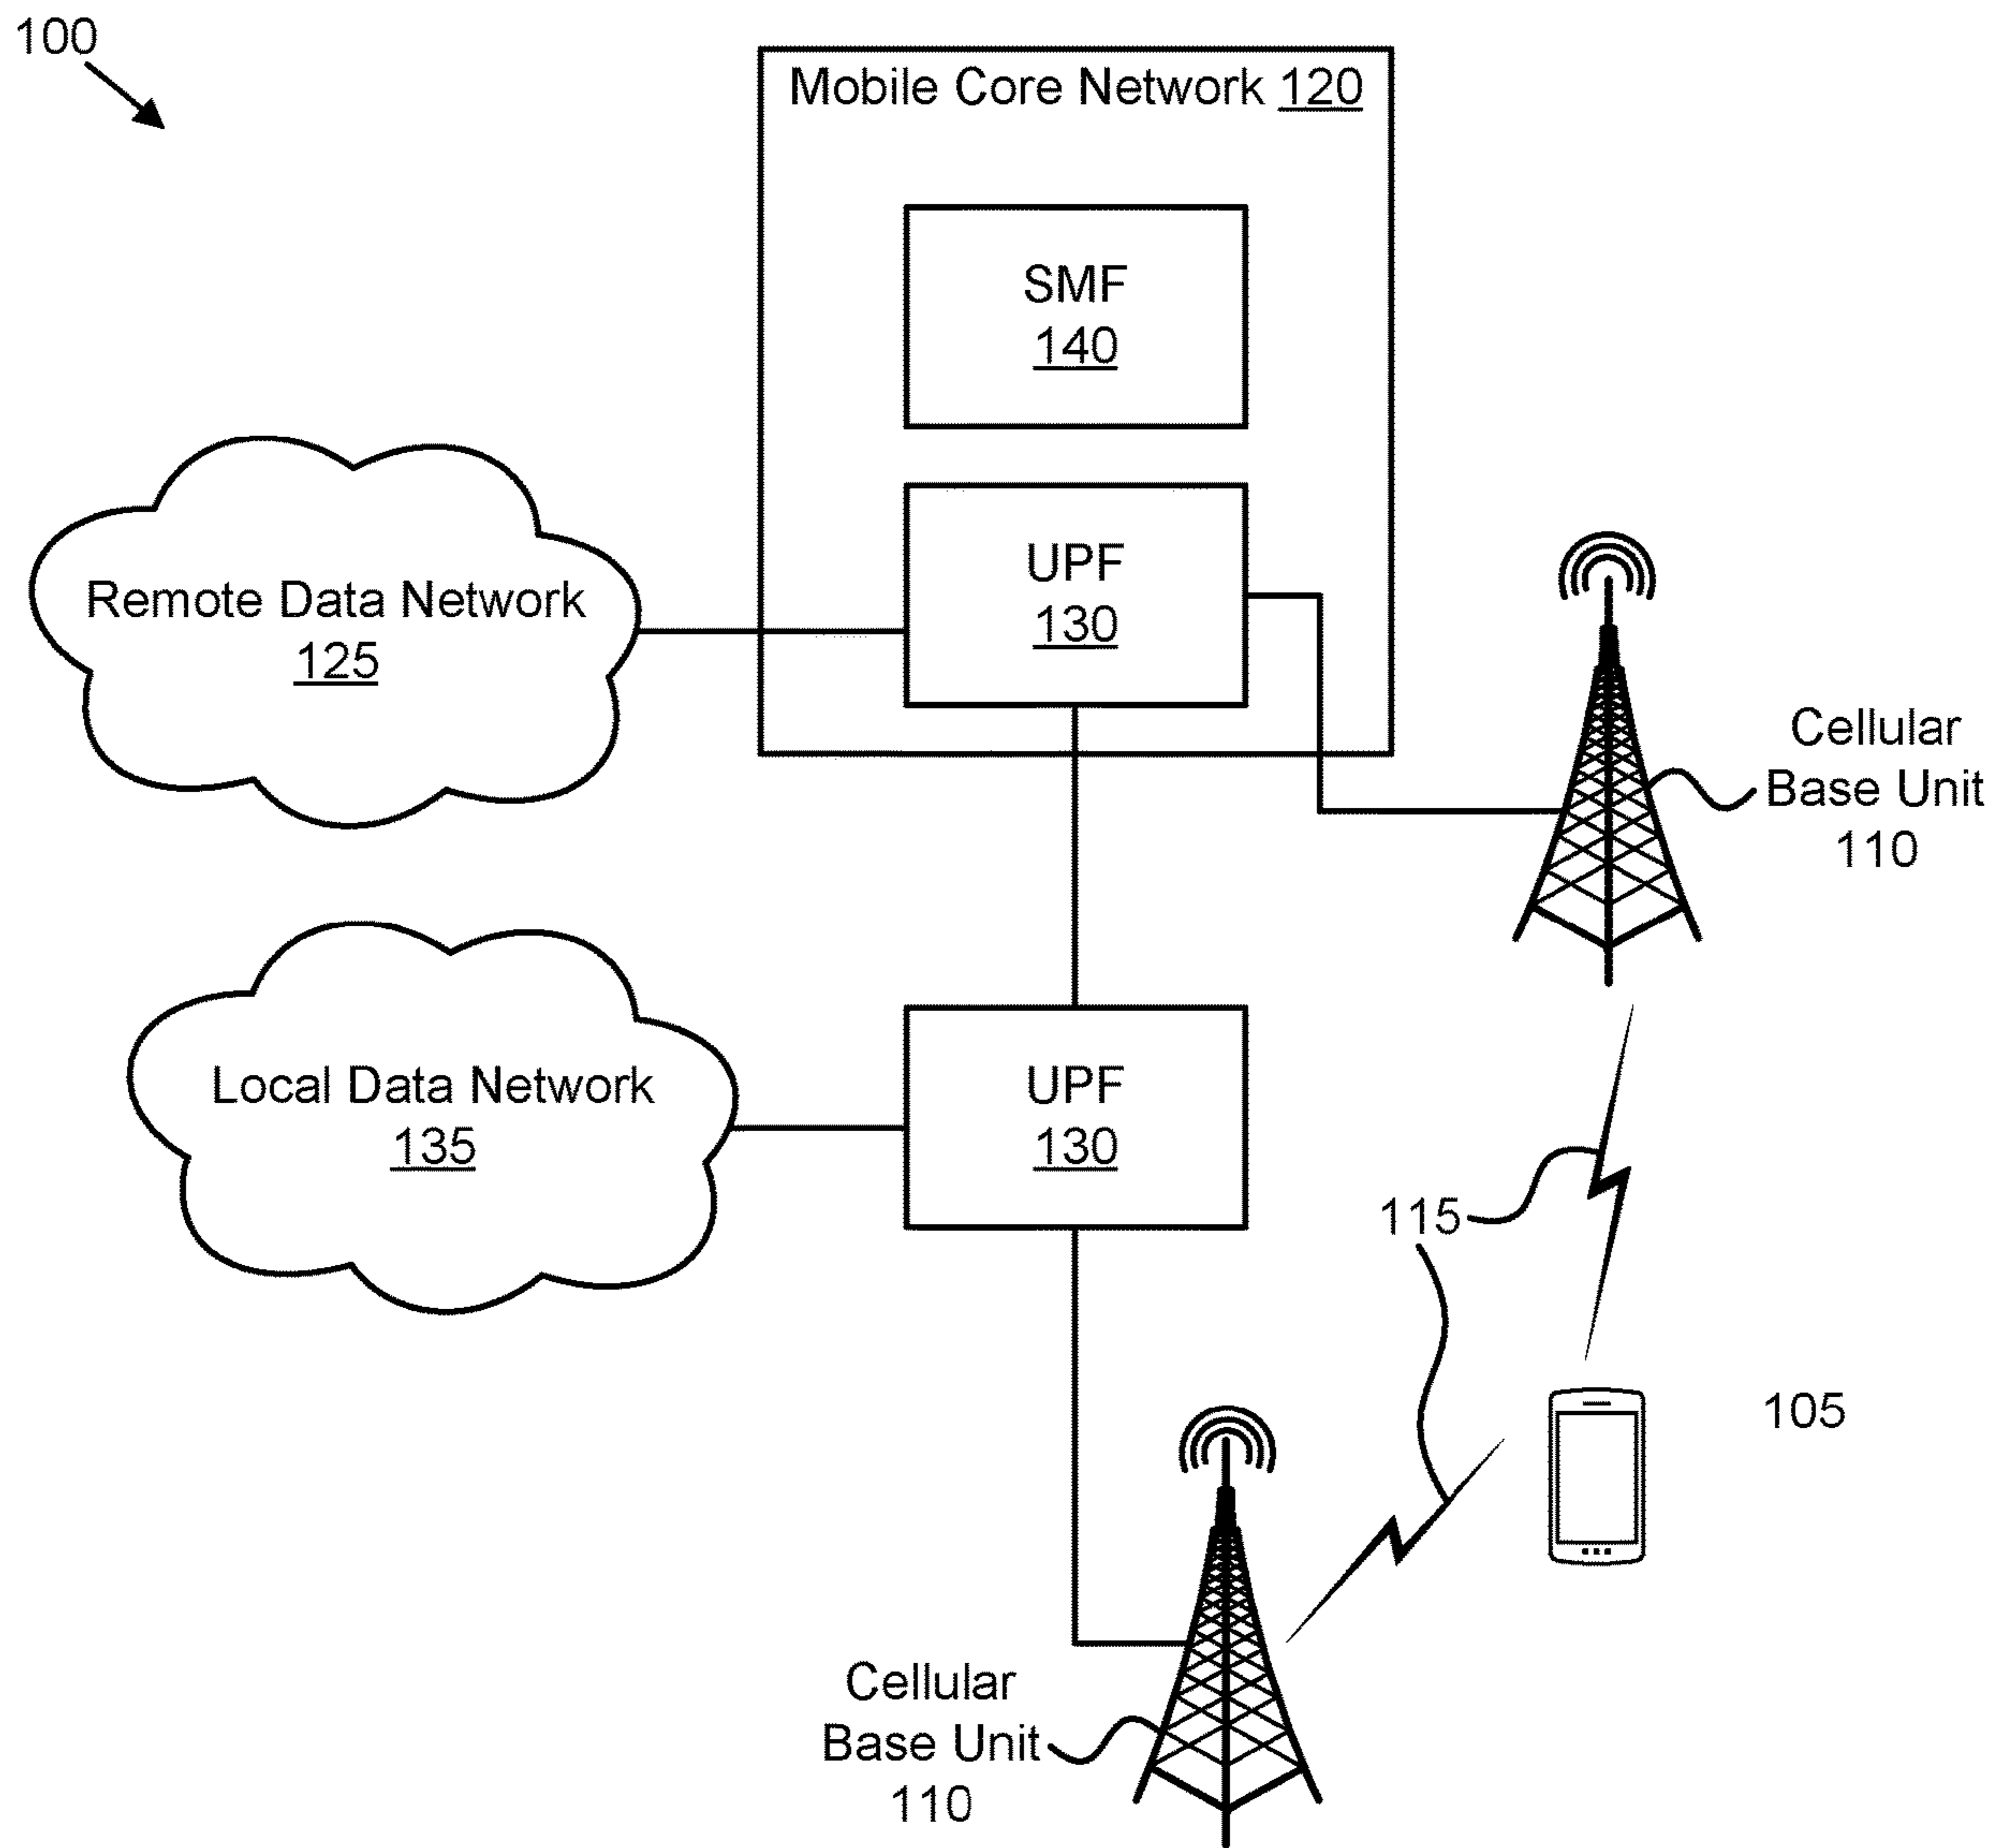 100
Mobile Core Network 120
SMF
140
UPF
130
Remote Data Network
125
Cellular
Base Unit
110
Local Data Network
135
UPF
130
115
105
Cellular
Base Unit
110